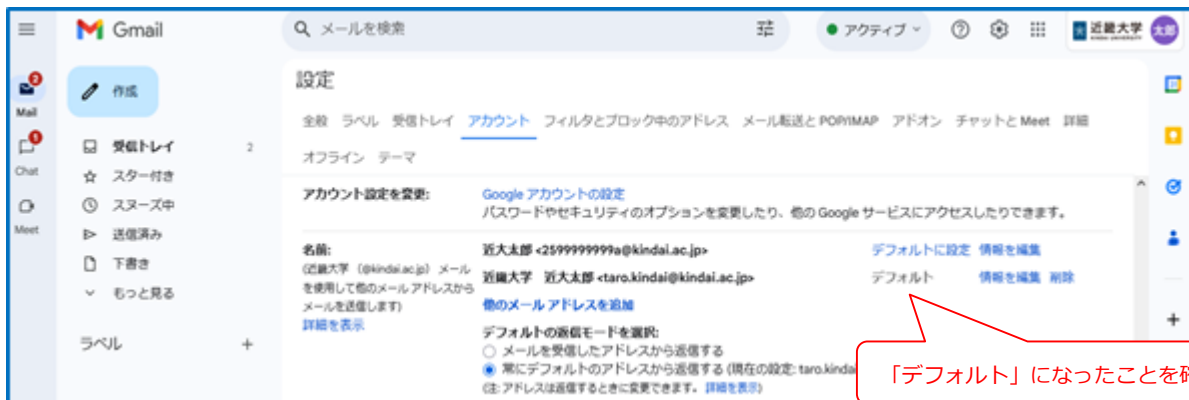 Gmail
メールを検索
アクティブ
近畿大学
KINDAI UNIVERSITY
太郎
2
Mail
作成
設定
全般 ラベル 受信トレイ アカウント フィルタとブロック中のアドレス メール転送と POP/IMAP アドオン チャットと Meet 詳細
オフライン テーマ
Chat
Meet
受信トレイ 2
スター付き
スヌーズ中
送信済み
下書き
もっと見る
ラベル +
アカウント設定を変更: Google アカウントの設定
パスワードやセキュリティのオプションを変更したり、他の Google サービスにアクセスしたりできます。
名前: 近大太郎 <2599999999a@kindai.ac.jp> デフォルトに設定 情報を編集
(近畿大学 (@kindai.ac.jp) メール
を使用して他のメール アドレスから
メールを送信します)
詳細を表示
近畿大学 近大太郎 <taro.kindai@kindai.ac.jp> デフォルト 情報を編集 削除
他のメール アドレスを追加
デフォルトの返信モードを選択:
メールを受信したアドレスから返信する
常にデフォルトのアドレスから返信する (現在の設定: taro.kindai
(注: アドレスは返信するときに変更できます。 詳細を表示)
「デフォルト」になったことを確